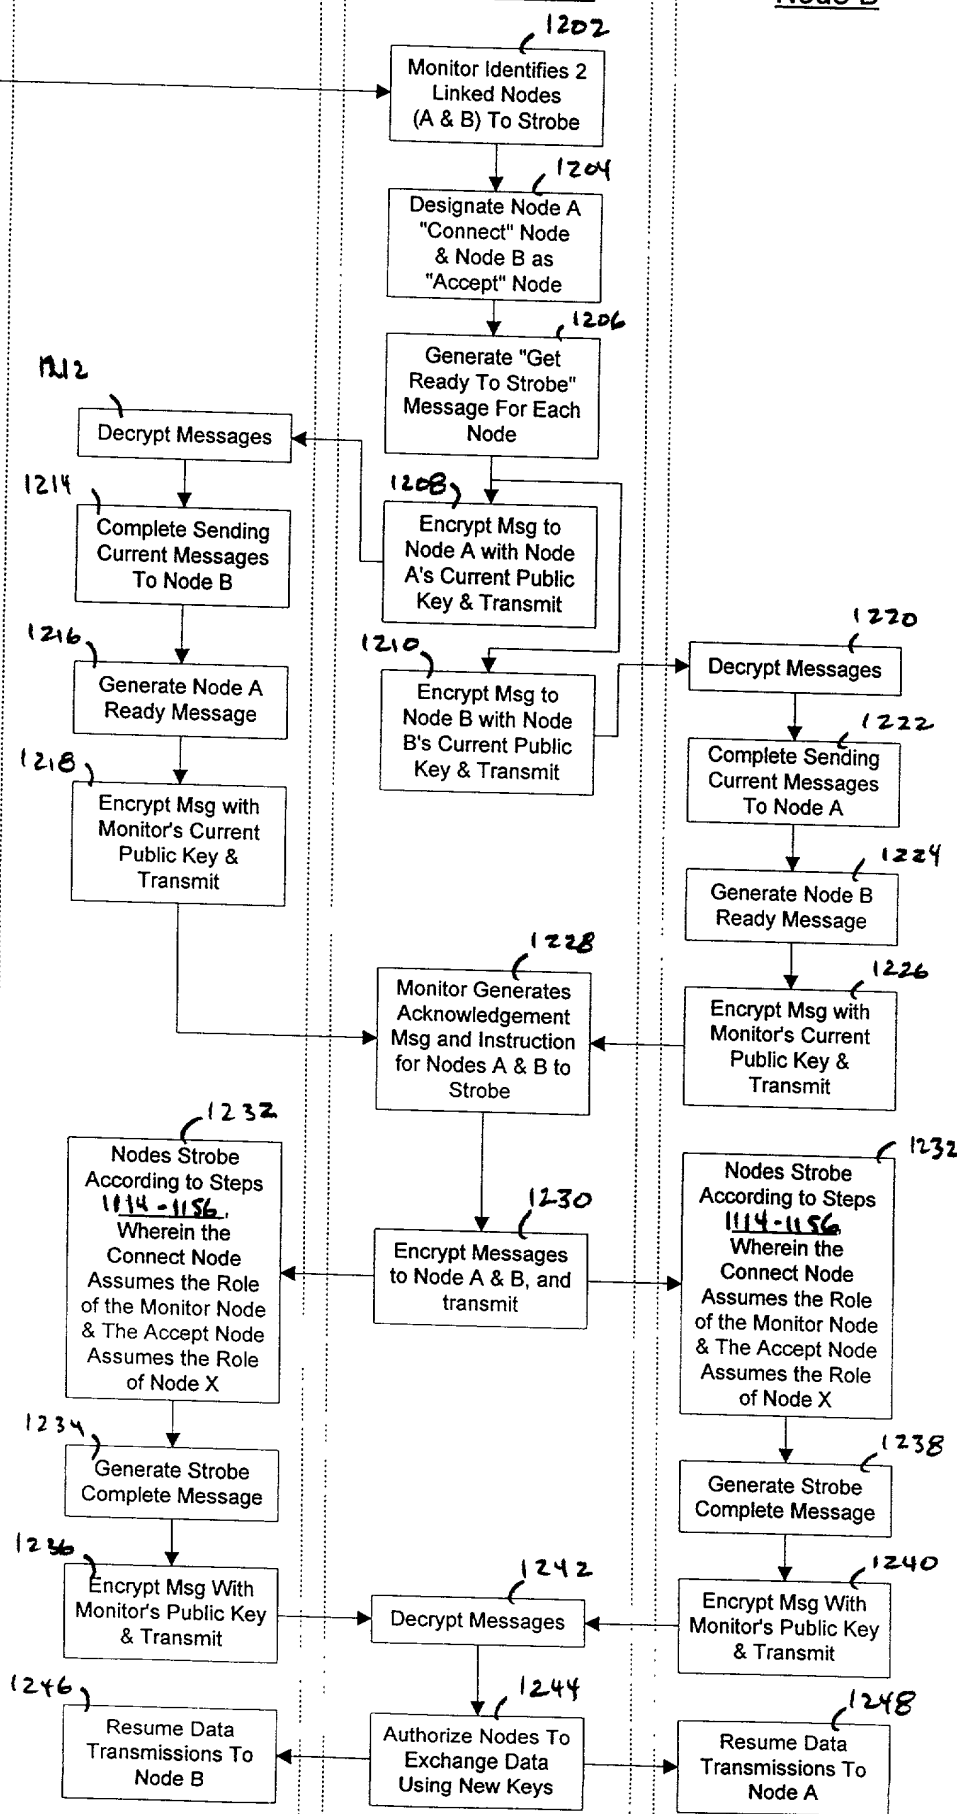 Node B
1202
Monitor Identifies 2
Linked Nodes
(A & B) To Strobe
1204
Designate Node A
"Connect" Node
& Node B as
"Accept" Node
1206
Generate "Get
Ready To Strobe"
Message For Each
Node
1212
Decrypt Messages
1214
Complete Sending
Current Messages
To Node B
1216
Generate Node A
Ready Message
1218
Encrypt Msg with
Monitor's Current
Public Key &
Transmit
1208
Encrypt Msg to
Node A with Node
A's Current Public
Key & Transmit
1210
Encrypt Msg to
Node B with Node
B's Current Public
Key & Transmit
1220
Decrypt Messages
1222
Complete Sending
Current Messages
To Node A
1224
Generate Node B
Ready Message
1226
Encrypt Msg with
Monitor's Current
Public Key &
Transmit
1228
Monitor Generates
Acknowledgement
Msg and Instruction
for Nodes A & B to
Strobe
1230
Encrypt Messages
to Node A & B, and
transmit
1232
Nodes Strobe
According to Steps
1114-1156,
Wherein the
Connect Node
Assumes the Role
of the Monitor Node
& The Accept Node
Assumes the Role
of Node X
1232
Nodes Strobe
According to Steps
1114-1156,
Wherein the
Connect Node
Assumes the Role
of the Monitor Node
& The Accept Node
Assumes the Role
of Node X
1234
Generate Strobe
Complete Message
1236
Encrypt Msg With
Monitor's Public Key
& Transmit
1238
Generate Strobe
Complete Message
1240
Encrypt Msg With
Monitor's Public Key
& Transmit
1242
Decrypt Messages
1244
Authorize Nodes To
Exchange Data
Using New Keys
1246
Resume Data
Transmissions To
Node B
1248
Resume Data
Transmissions To
Node A